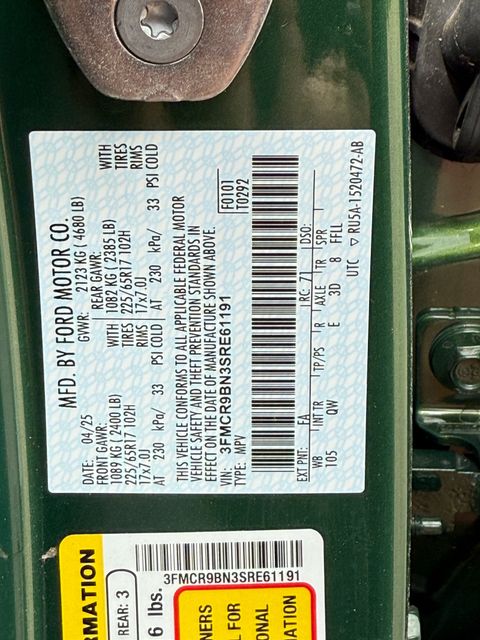 MFD. BY FORD MOTOR CO.
DATE: 04/25 GVWR: 2123 KG ( 4680 LB)
FRONT GAWR: REAR GAWR:
1089 KG ( 2400 LB) WITH 1082 KG ( 2385 LB) WITH
225/65R17 102H TIRES 225/65R17 102H TIRES
17x7.0J RIMS 17x7.0J RIMS
AT 230 kPa/ 33 PSI COLD AT 230 kPa/ 33 PSI COLD
THIS VEHICLE CONFORMS TO ALL APPLICABLE FEDERAL MOTOR
VEHICLE SAFETY AND THEFT PREVENTION STANDARDS IN
EFFECT ON THE DATE OF MANUFACTURE SHOWN ABOVE.
VIN: 3FMCR9BN3SRE61191
TYPE: MPV
F0101
T0292
EXT PNT: EA RC: 71 DSO:
WB INT TR TP/PS R AXLE TR SPR
105 QW E 3D 8 FFLL
UTC ▽ RU5A-1520472-AB
REAR: 3
3FMCR9BN3SRE61191